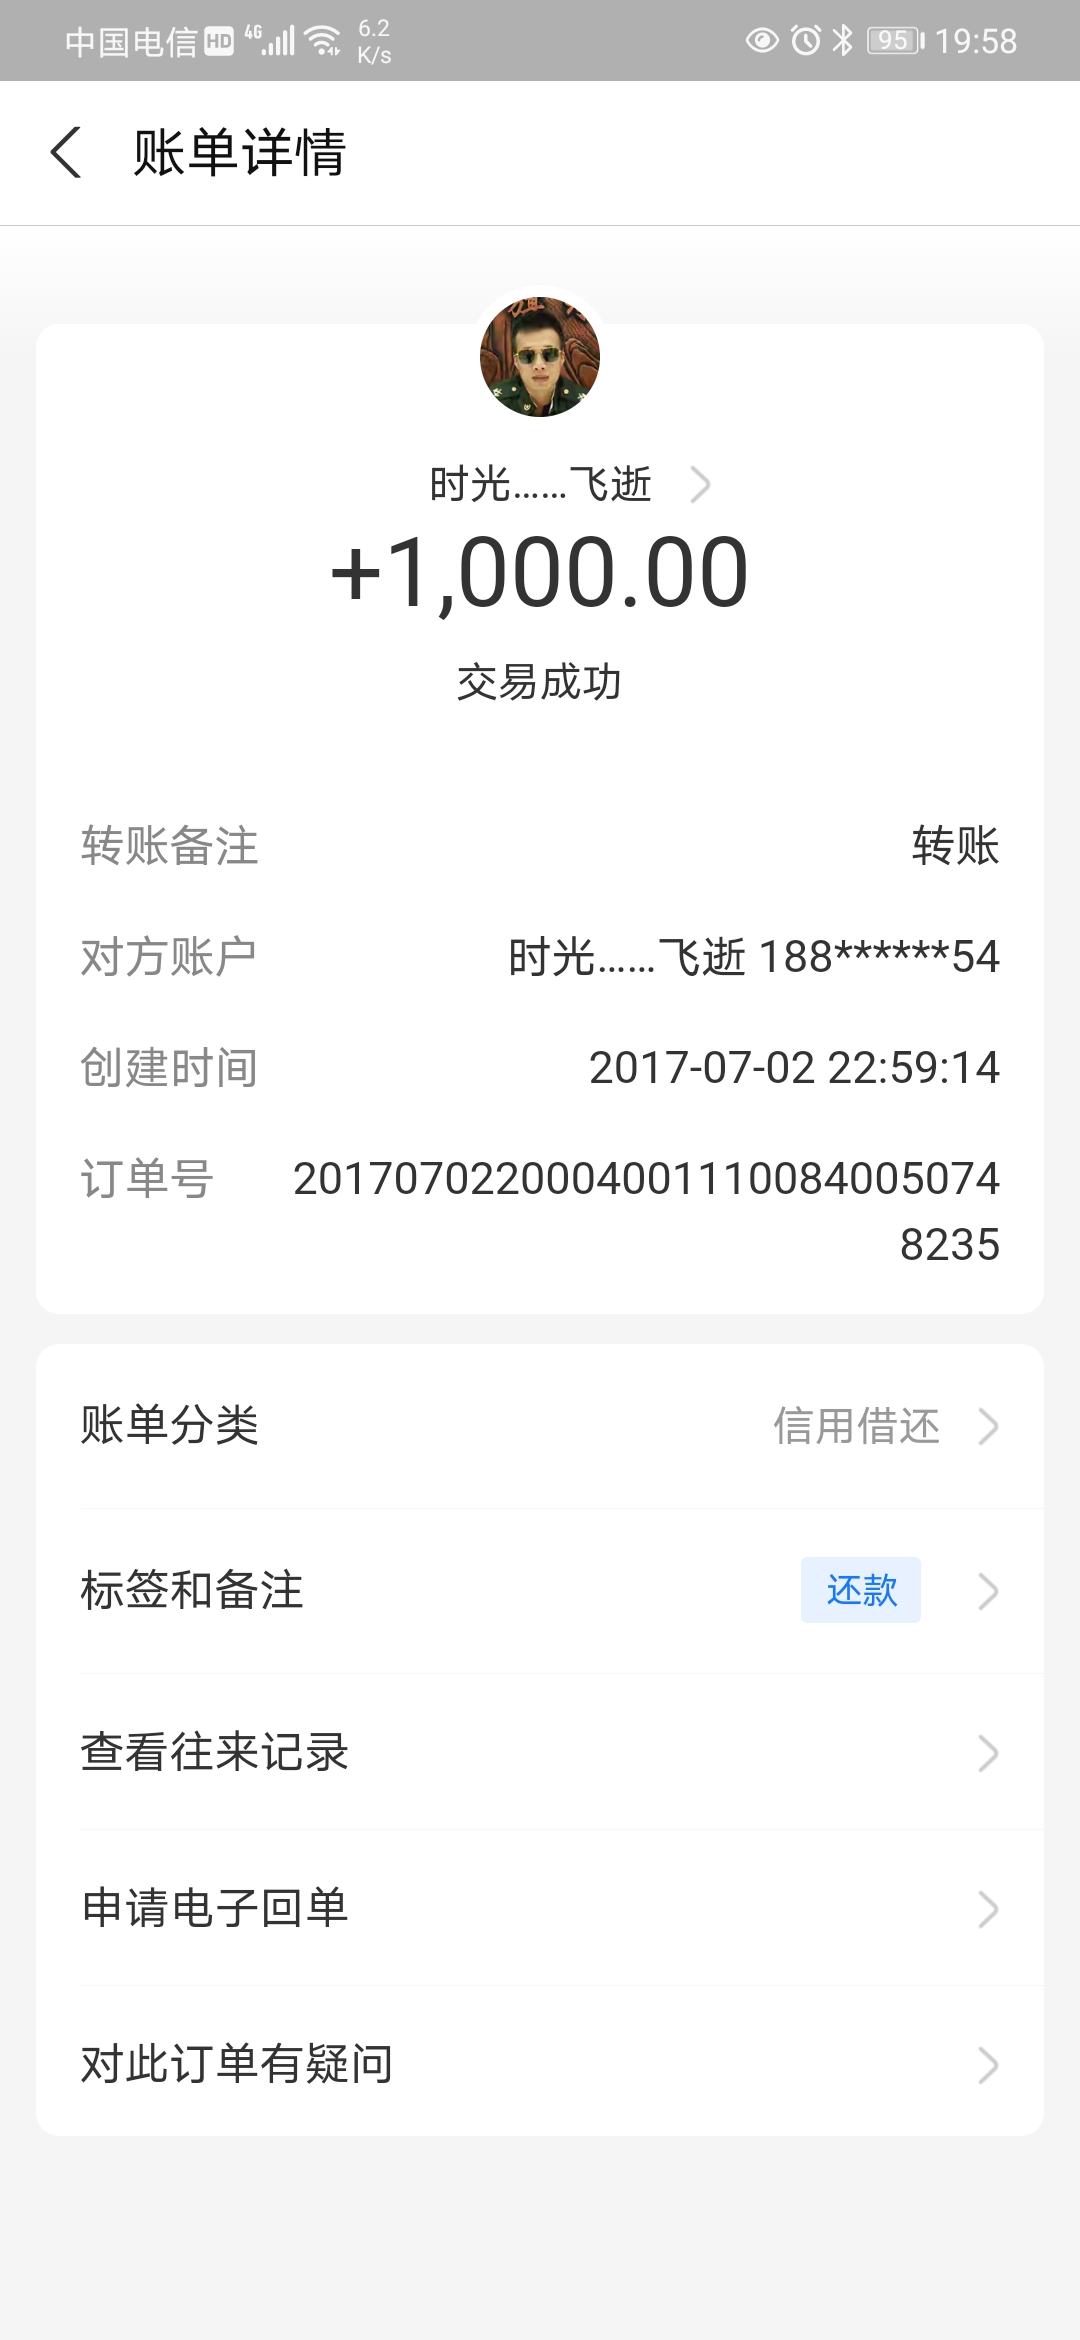 中国电信 HD 4G 6.2 K/s 95 19:58
账单详情
时光……飞逝
+1,000.00
交易成功
转账备注 转账
对方账户 时光……飞逝 188******54
创建时间 2017-07-02 22:59:14
订单号 2017070220004001110084005074
8235
账单分类 信用借还
标签和备注 还款
查看往来记录
申请电子回单
对此订单有疑问